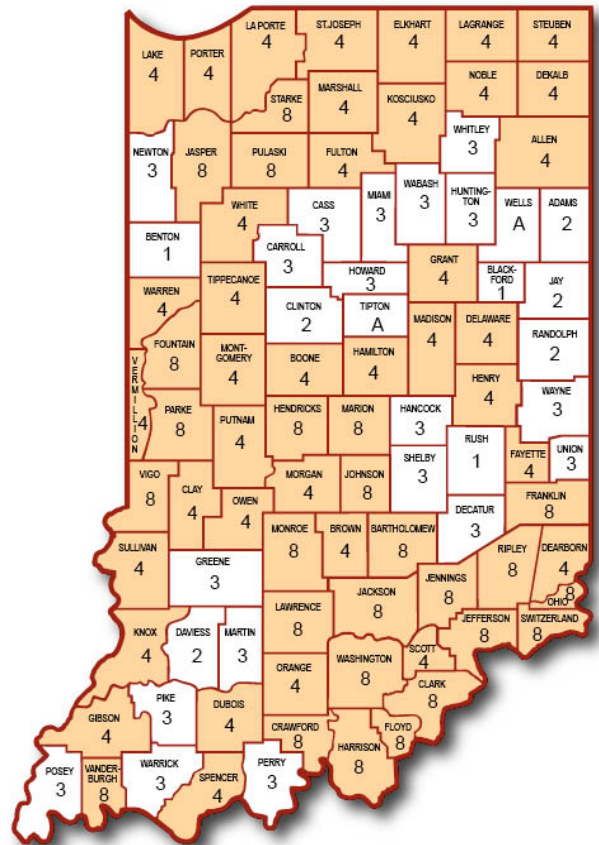 LA PORTE
4
ST.JOSEPH
4
ELKHART
4
LAGRANGE
4
STEUBEN
4
LAKE
4
PORTER
4
NOBLE
4
DEKALB
4
STARKE
8
MARSHALL
4
KOSCIUSKO
4
WHITLEY
3
ALLEN
4
NEWTON
3
JASPER
8
PULASKI
8
FULTON
4
MIAMI
3
WABASH
3
HUNTING-
TON
3
WELLS
A
ADAMS
2
WHITE
4
CASS
3
BENTON
1
CARROLL
3
HOWARD
3
GRANT
4
BLACK-
FORD
1
JAY
2
WARREN
4
TIPPECANOE
4
CLINTON
2
TIPTON
A
MADISON
4
DELAWARE
4
RANDOLPH
2
FOUNTAIN
8
MONT-
GOMERY
4
BOONE
4
HAMILTON
4
HENRY
4
WAYNE
3
VERMILLION
4
PARKE
8
PUTNAM
4
HENDRICKS
8
MARION
8
HANCOCK
3
RUSH
1
FAYETTE
4
UNION
3
SHELBY
3
VIGO
8
CLAY
4
OWEN
4
MORGAN
4
JOHNSON
8
FRANKLIN
8
DECATUR
3
SULLIVAN
4
GREENE
3
MONROE
8
BROWN
4
BARTHOLOMEW
8
RIPLEY
8
DEARBORN
4
JENNINGS
8
8
OHIO
LAWRENCE
8
JACKSON
8
JEFFERSON
8
SWITZERLAND
8
KNOX
4
DAVIESS
2
MARTIN
3
ORANGE
4
WASHINGTON
8
SCOTT
4
CLARK
8
GIBSON
4
PIKE
3
DUBOIS
4
CRAWFORD
8
FLOYD
8
HARRISON
8
POSEY
3
VANDER-
BURGH
8
WARRICK
3
SPENCER
4
PERRY
3